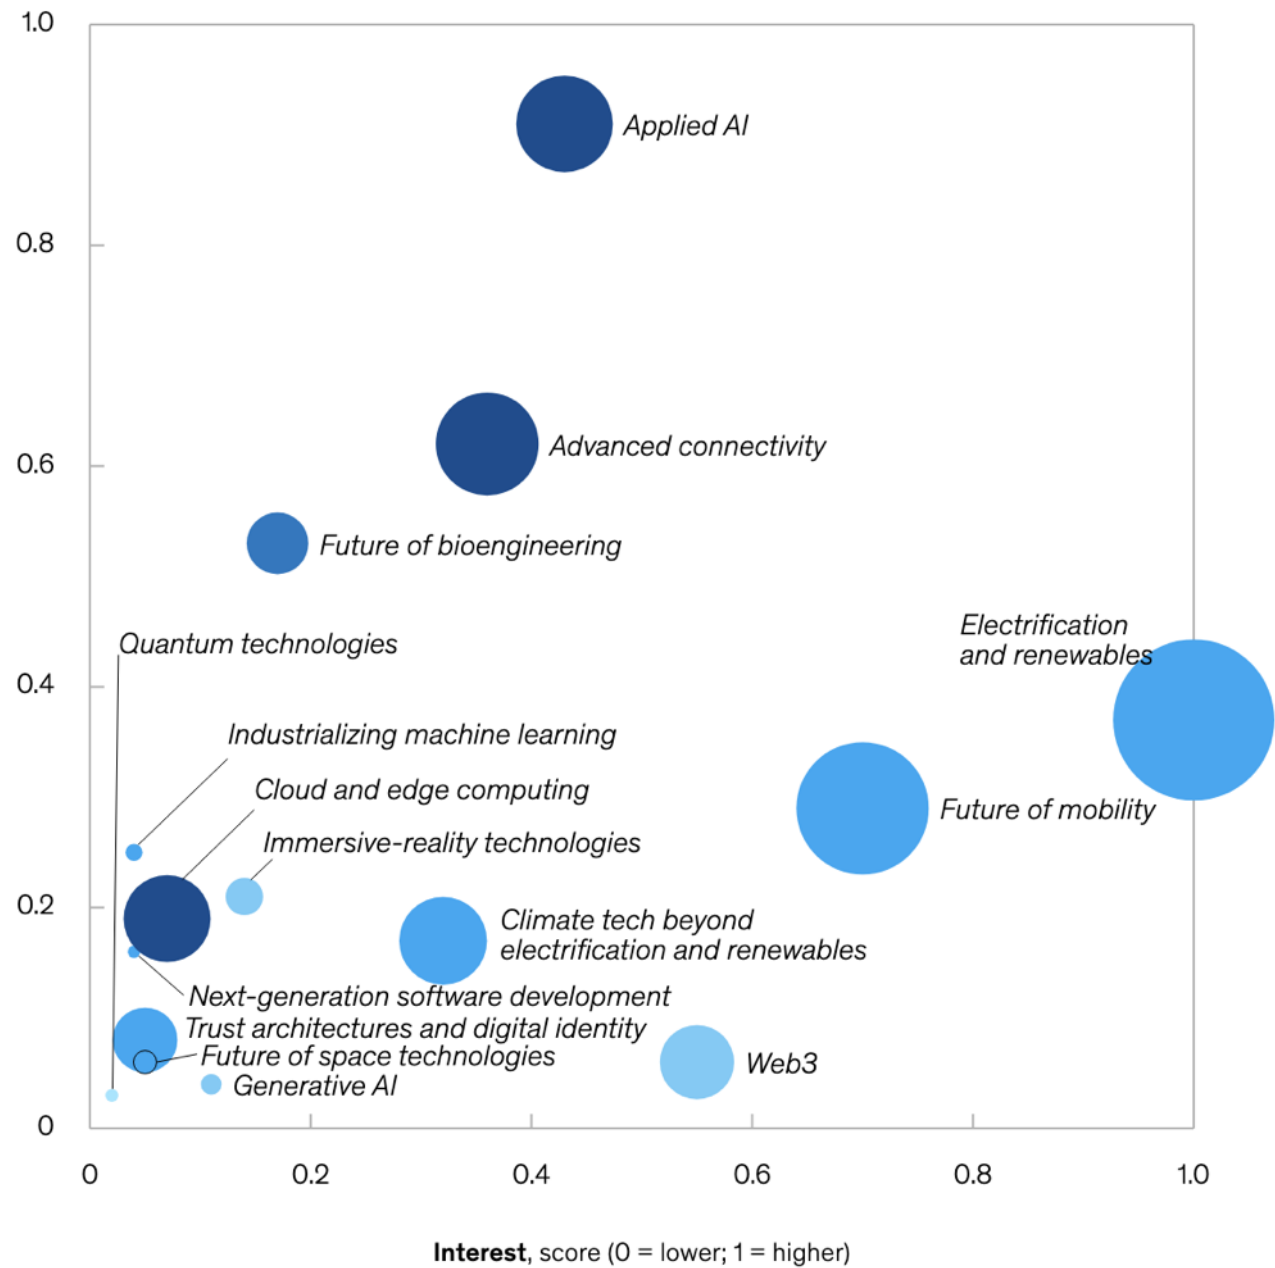 1.0
Applied AI
0.8
Advanced connectivity
0.6
Future of bioengineering
Electrification
and renewables
Quantum technologies
0.4
Industrializing machine learning
Cloud and edge computing
Future of mobility
Immersive-reality technologies
0.2
Climate tech beyond
electrification and renewables
Next-generation software development
Trust architectures and digital identity
Future of space technologies
Web3
Generative AI
0
0 0.2 0.4 0.6 0.8 1.0
Interest, score (0 = lower; 1 = higher)